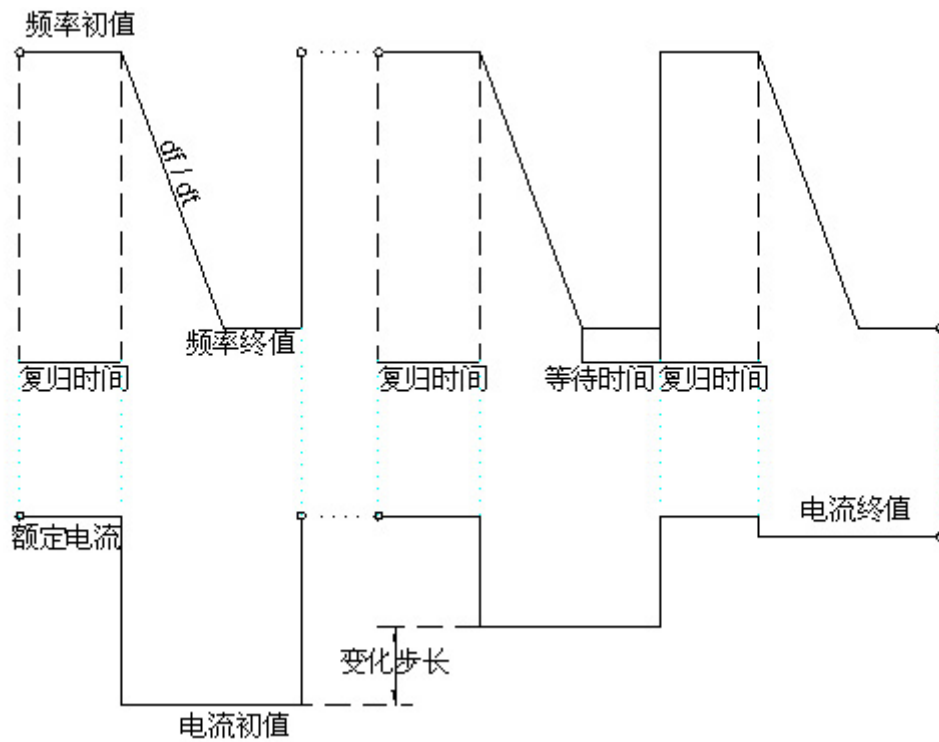 频率初值
df / dt
频率终值
复归时间
复归时间
等待时间
复归时间
额定电流
电流终值
变化步长
电流初值